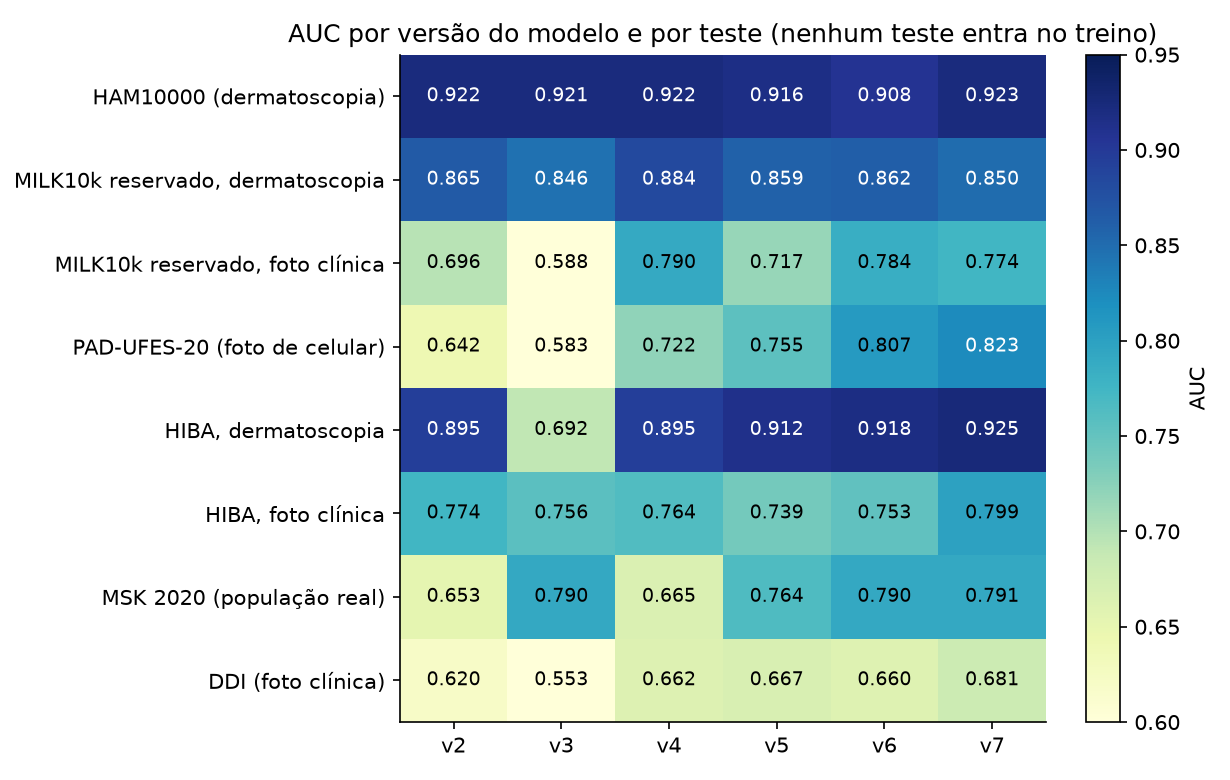 AUC por versão do modelo e por teste (nenhum teste entra no treino)
HAM10000 (dermatoscopia) 0.922 0.921 0.922 0.916 0.908 0.923
MILK10k reservado, dermatoscopia 0.865 0.846 0.884 0.859 0.862 0.850
MILK10k reservado, foto clínica 0.696 0.588 0.790 0.717 0.784 0.774
PAD-UFES-20 (foto de celular) 0.642 0.583 0.722 0.755 0.807 0.823
HIBA, dermatoscopia 0.895 0.692 0.895 0.912 0.918 0.925
HIBA, foto clínica 0.774 0.756 0.764 0.739 0.753 0.799
MSK 2020 (população real) 0.653 0.790 0.665 0.764 0.790 0.791
DDI (foto clínica) 0.620 0.553 0.662 0.667 0.660 0.681
v2 v3 v4 v5 v6 v7
0.95
0.90
0.85
0.80
0.75
0.70
0.65
0.60
AUC